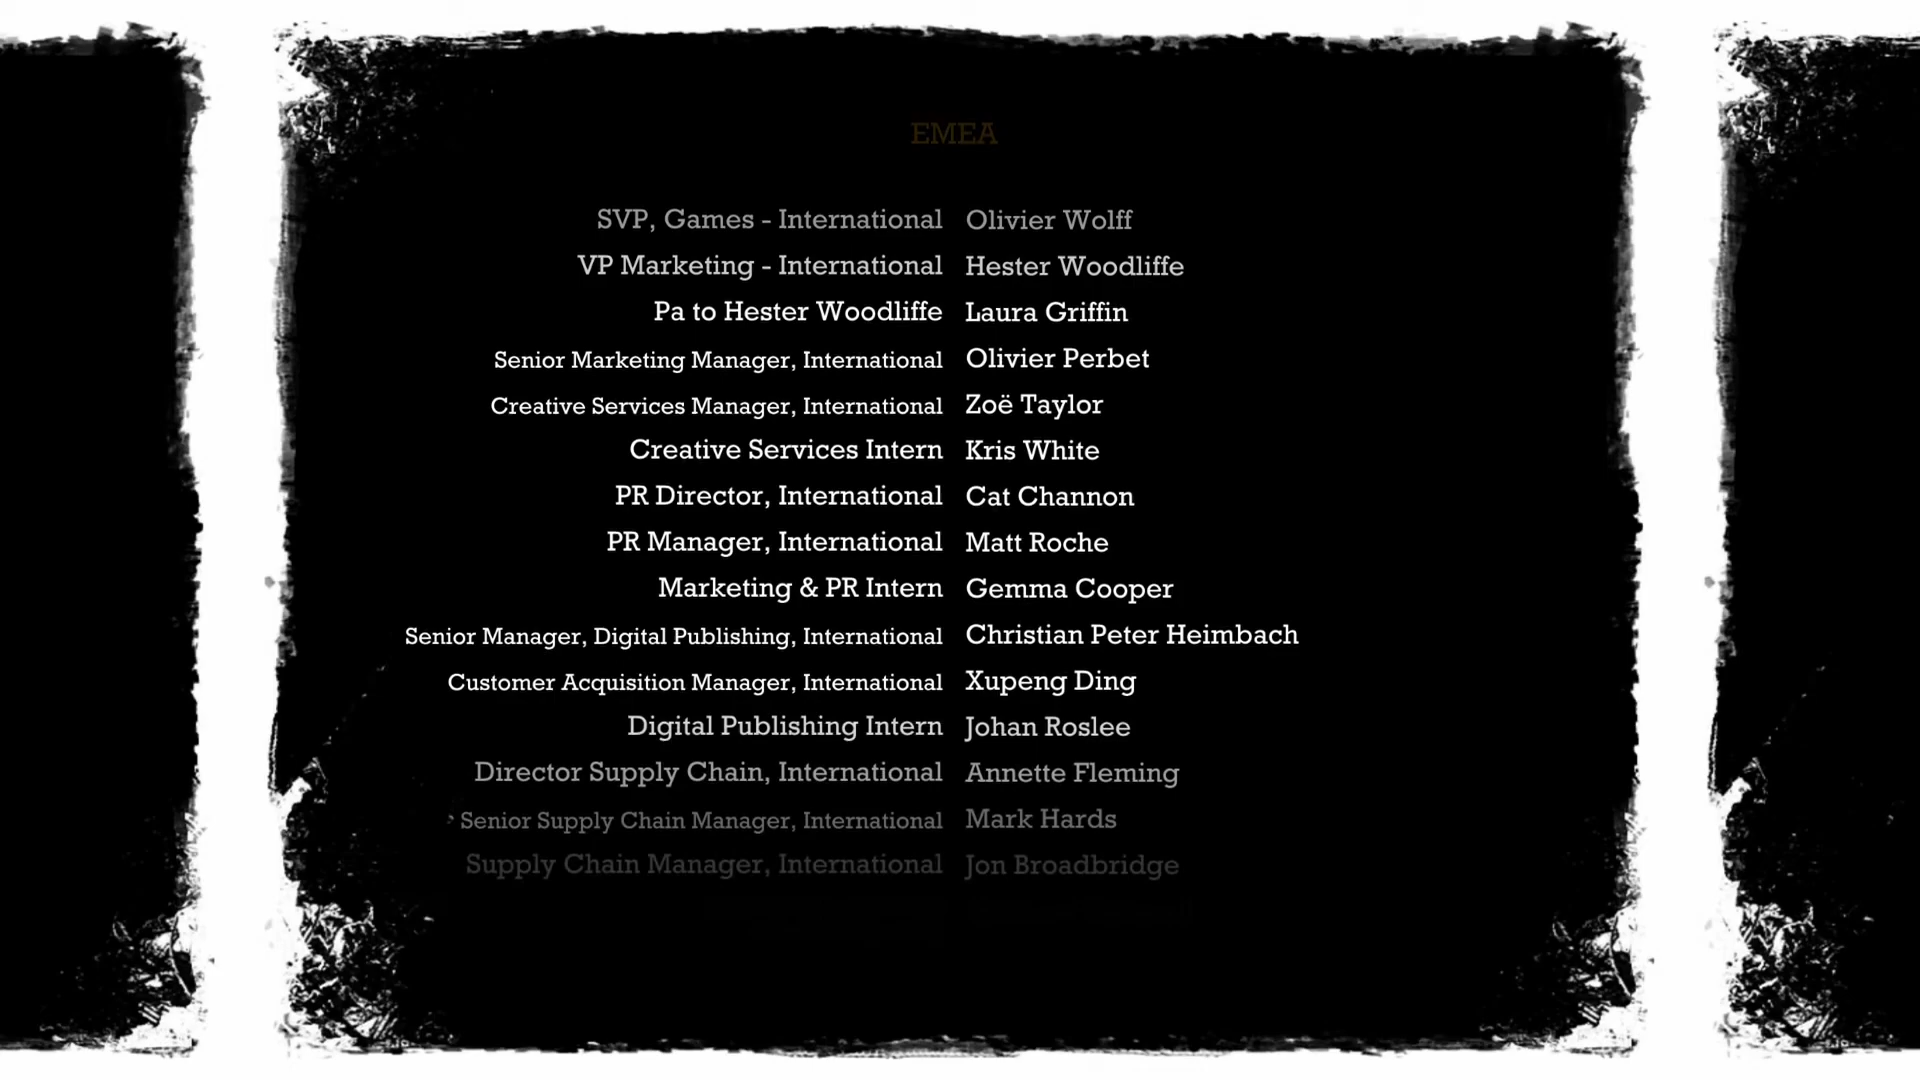 EMEA
SVP, Games - International Olivier Wolff
VP Marketing - International Hester Woodliffe
Pa to Hester Woodliffe Laura Griffin
Senior Marketing Manager, International Olivier Perbet
Creative Services Manager, International Zoë Taylor
Creative Services Intern Kris White
PR Director, International Cat Channon
PR Manager, International Matt Roche
Marketing & PR Intern Gemma Cooper
Senior Manager, Digital Publishing, International Christian Peter Heimbach
Customer Acquisition Manager, International Xupeng Ding
Digital Publishing Intern Johan Roslee
Director Supply Chain, International Annette Fleming
Senior Supply Chain Manager, International Mark Hards
Supply Chain Manager, International Jon Broadbridge